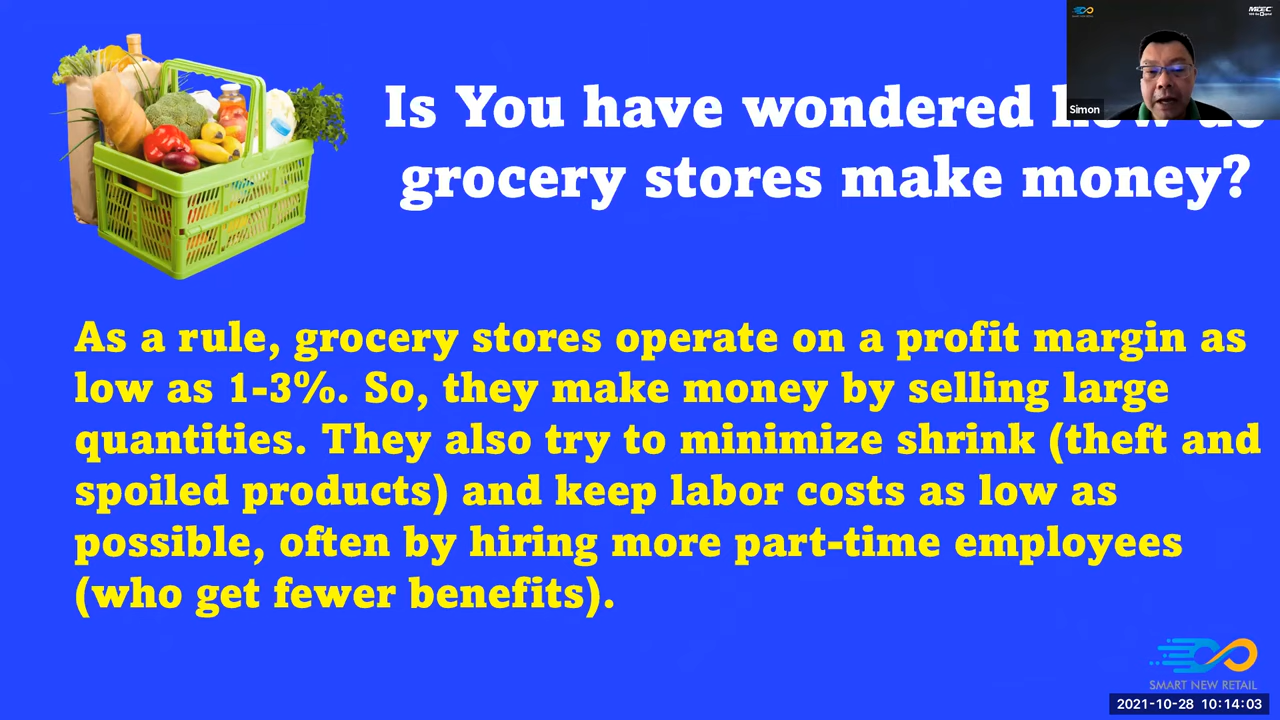 Is You have wondered
grocery stores make money?
As a rule, grocery stores operate on a profit margin as
low as 1-3%. So, they make money by selling large
quantities. They also try to minimize shrink (theft and
spoiled products) and keep labor costs as low as
possible, often by hiring more part-time employees
(who get fewer benefits).
Simon
SMART NEW RETAIL
2021-10-28 10:14:03